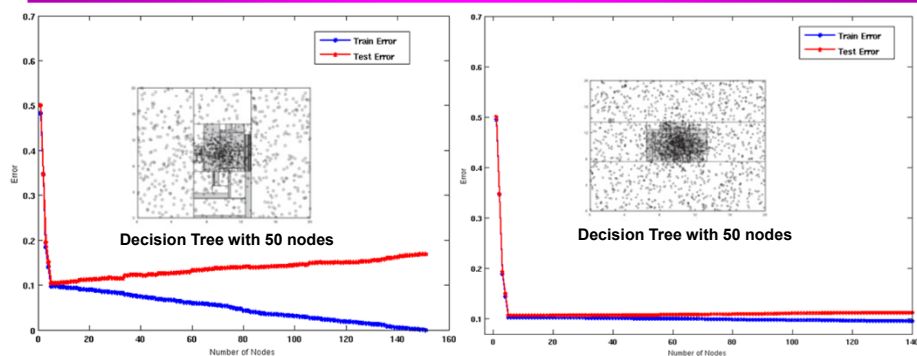 0.7
0.6
0.5
0.4
0.3
0.2
0.1
0
Error
0 20 40 60 80 100 120 140 160
Number of Nodes
Train Error
Test Error
Decision Tree with 50 nodes
0.7
0.6
0.5
0.4
0.3
0.2
0.1
Error
0 20 40 60 80 100 120 140
Number of Nodes
Train Error
Test Error
Decision Tree with 50 nodes